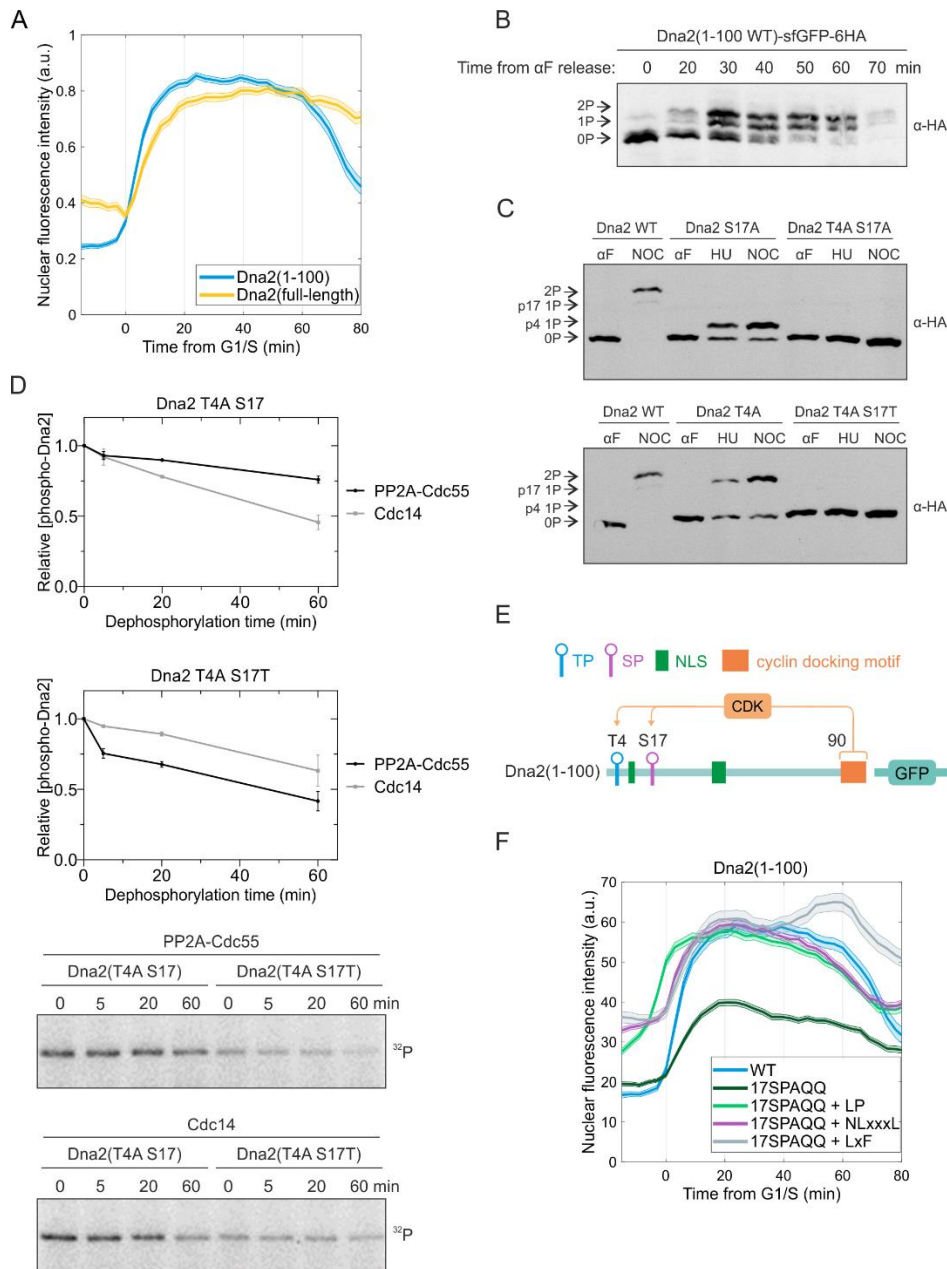 A
Nuclear fluorescence intensity (a.u.)
1
0.8
0.6
0.4
0.2
0
0
20
40
60
80
Time from G1/S (min)
Dna2(1-100)
Dna2(full-length)
B
Dna2(1-100 WT)-sfGFP-6HA
Time from αF release: 0 20 30 40 50 60 70 min
2P
1P
0P
α-HA
C
Dna2 WT Dna2 S17A Dna2 T4A S17A
αF NOC αF HU NOC αF HU NOC
2P
p17 1P
p4 1P
0P
α-HA
Dna2 WT Dna2 T4A Dna2 T4A S17T
αF NOC αF HU NOC αF HU NOC
2P
p17 1P
p4 1P
0P
α-HA
D
Dna2 T4A S17
Relative [phospho-Dna2]
1.0
0.5
0.0
0 20 40 60
Dephosphorylation time (min)
PP2A-Cdc55
Cdc14
Dna2 T4A S17T
Relative [phospho-Dna2]
1.0
0.5
0.0
0 20 40 60
Dephosphorylation time (min)
PP2A-Cdc55
Cdc14
PP2A-Cdc55
Dna2(T4A S17) Dna2(T4A S17T)
0 5 20 60 0 5 20 60 min
³²P
Cdc14
Dna2(T4A S17) Dna2(T4A S17T)
0 5 20 60 0 5 20 60 min
³²P
E
TP SP NLS cyclin docking motif
CDK
T4 S17 90
Dna2(1-100) GFP
F
Dna2(1-100)
Nuclear fluorescence intensity (a.u.)
70
60
50
40
30
20
10
0
0 20 40 60 80
Time from G1/S (min)
WT
17SPAQQ
17SPAQQ + LP
17SPAQQ + NLxxxL
17SPAQQ + LxF